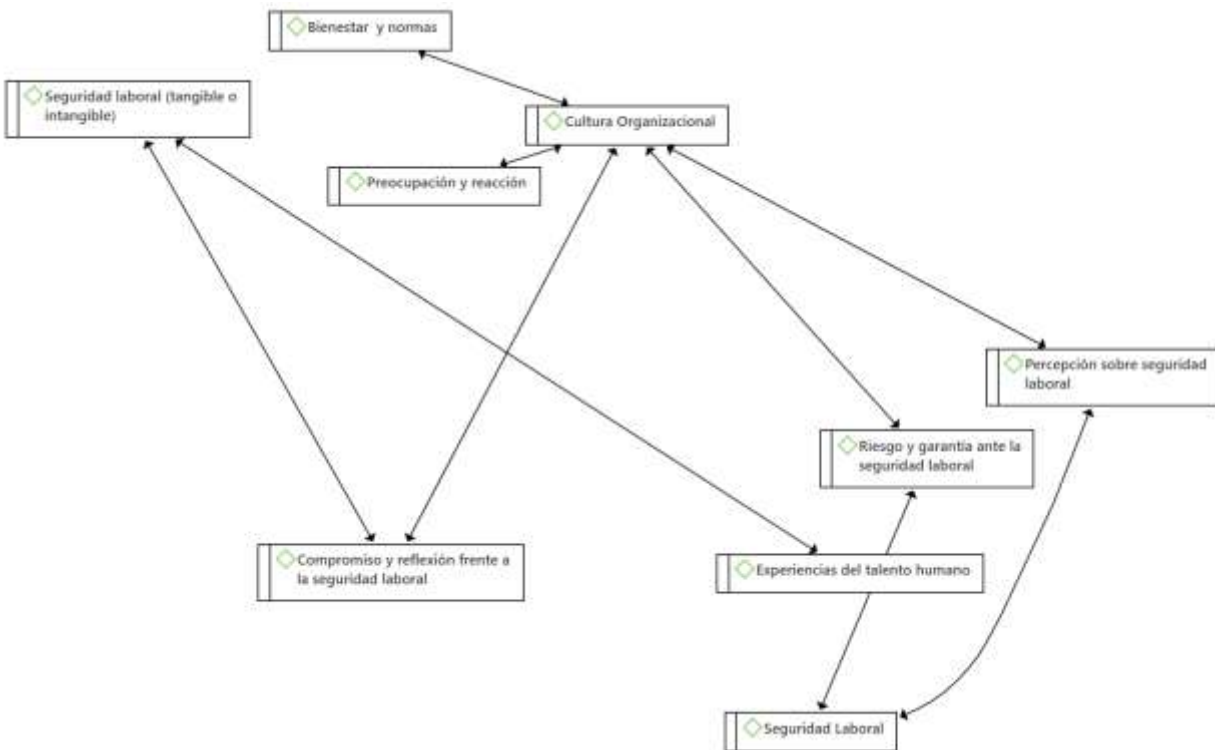 Bienestar y normas
Seguridad laboral (tangible o
intangible)
Cultura Organizacional
Preocupación y reacción
Percepción sobre seguridad
laboral
Riesgo y garantía ante la
seguridad laboral
Compromiso y reflexión frente a
la seguridad laboral
Experiencias del talento humano
Seguridad Laboral